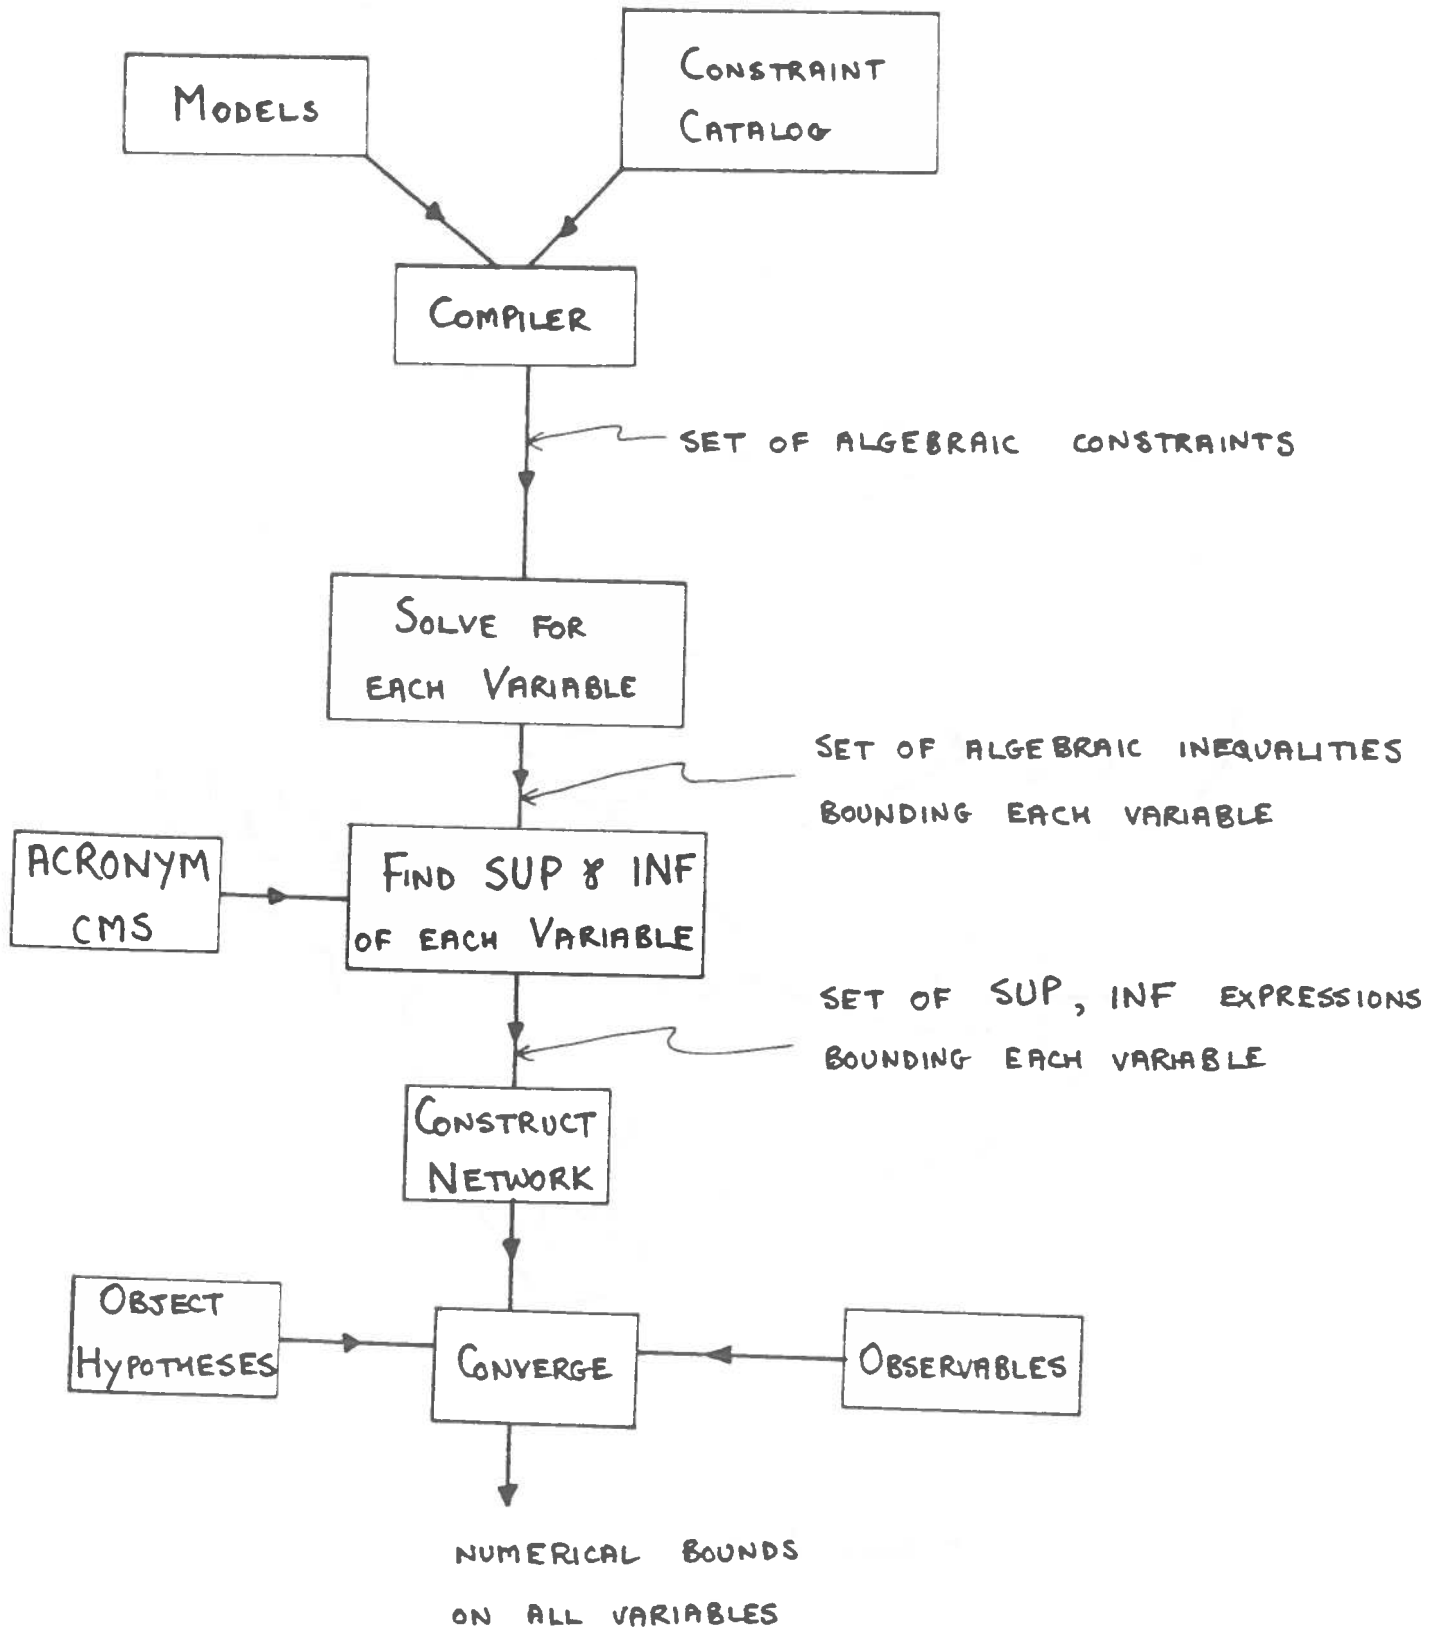 MODELS
CONSTRAINT
CATALOG
COMPILER
SET OF ALGEBRAIC CONSTRAINTS
SOLVE FOR
EACH VARIABLE
SET OF ALGEBRAIC INEQUALITIES
BOUNDING EACH VARIABLE
ACRONYM
CMS
FIND SUP & INF
OF EACH VARIABLE
SET OF SUP, INF EXPRESSIONS
BOUNDING EACH VARIABLE
CONSTRUCT
NETWORK
OBJECT
HYPOTHESES
CONVERGE
OBSERVABLES
NUMERICAL BOUNDS
ON ALL VARIABLES